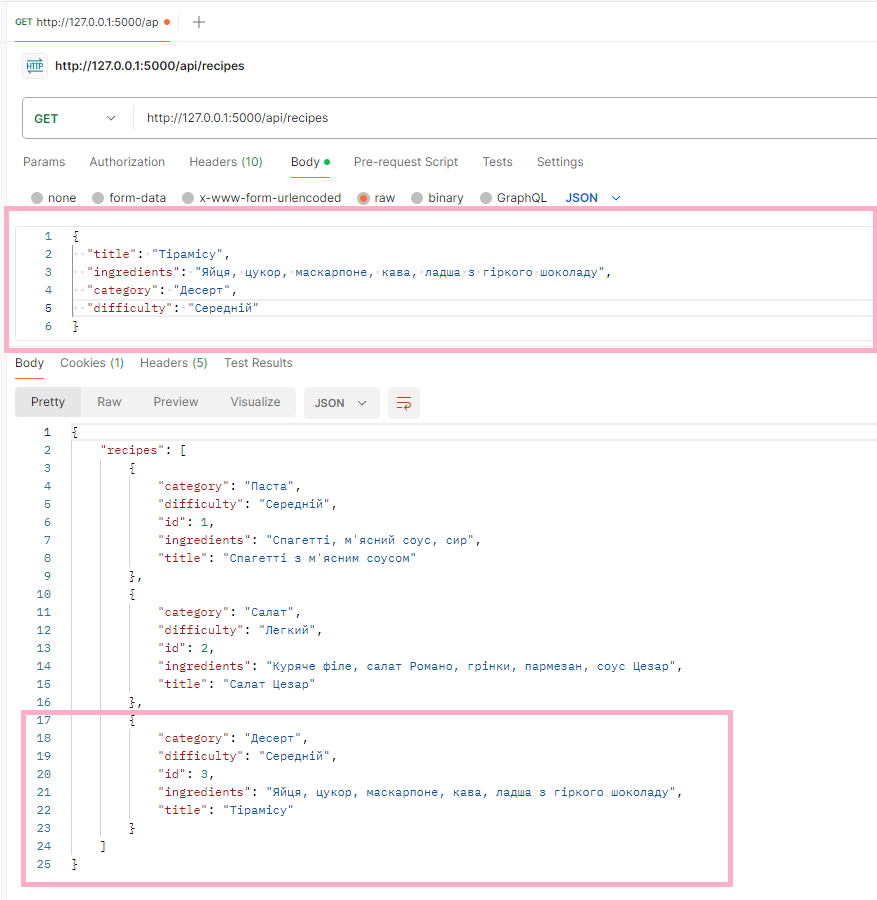 GET http://127.0.0.1:5000/ap
HTTP http://127.0.0.1:5000/api/recipes
GET http://127.0.0.1:5000/api/recipes
Params Authorization Headers (10) Body Pre-request Script Tests Settings
none form-data x-www-form-urlencoded raw binary GraphQL JSON
1 {
2 "title": "Тірамісу",
3 "ingredients": "Яйця, цукор, маскарпоне, кава, ладша з гіркого шоколаду",
4 "category": "Десерт",
5 "difficulty": "Середній"
6 }
Body Cookies (1) Headers (5) Test Results
Pretty Raw Preview Visualize JSON
1 {
2 "recipes": [
3 {
4 "category": "Паста",
5 "difficulty": "Середній",
6 "id": 1,
7 "ingredients": "Спагетті, м'ясний соус, сир",
8 "title": "Спагетті з м'ясним соусом"
9 },
10 {
11 "category": "Салат",
12 "difficulty": "Легкий",
13 "id": 2,
14 "ingredients": "Куряче філе, салат Романо, грінки, пармезан, соус Цезар",
15 "title": "Салат Цезар"
16 },
17 {
18 "category": "Десерт",
19 "difficulty": "Середній",
20 "id": 3,
21 "ingredients": "Яйця, цукор, маскарпоне, кава, ладша з гіркого шоколаду",
22 "title": "Тірамісу"
23 }
24 ]
25 }